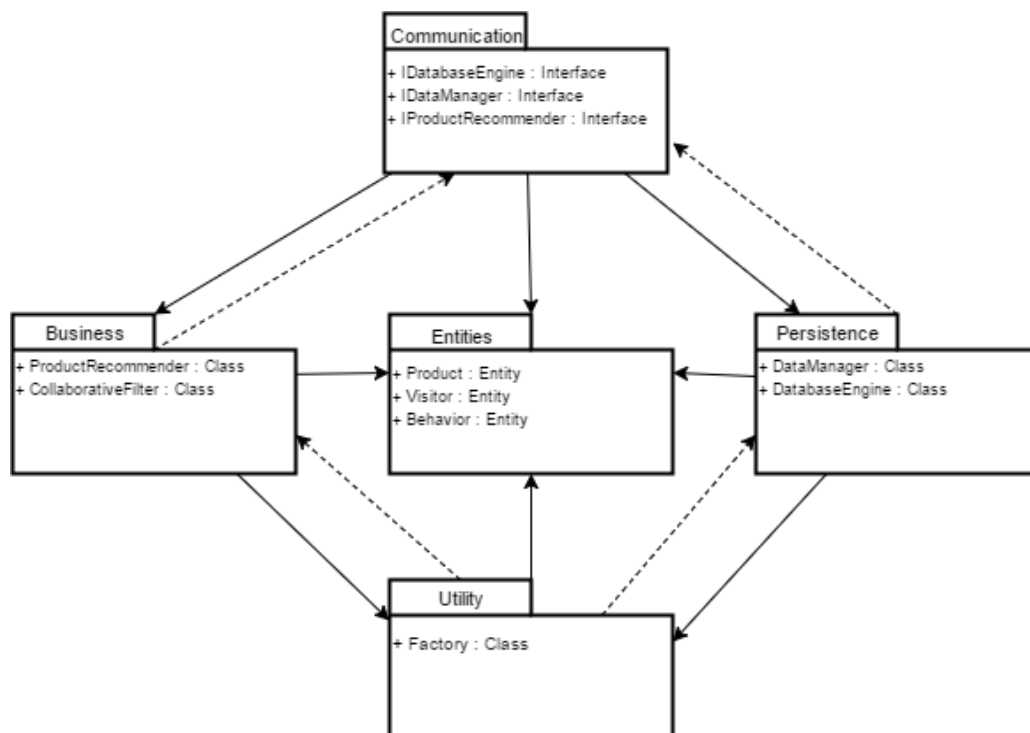 Communication
+ IDatabaseEngine : Interface
+ IDataManager : Interface
+ IProductRecommender : Interface
Business
+ ProductRecommender : Class
+ CollaborativeFilter : Class
Entities
+ Product : Entity
+ Visitor : Entity
+ Behavior : Entity
Persistence
+ DataManager : Class
+ DatabaseEngine : Class
Utility
+ Factory : Class